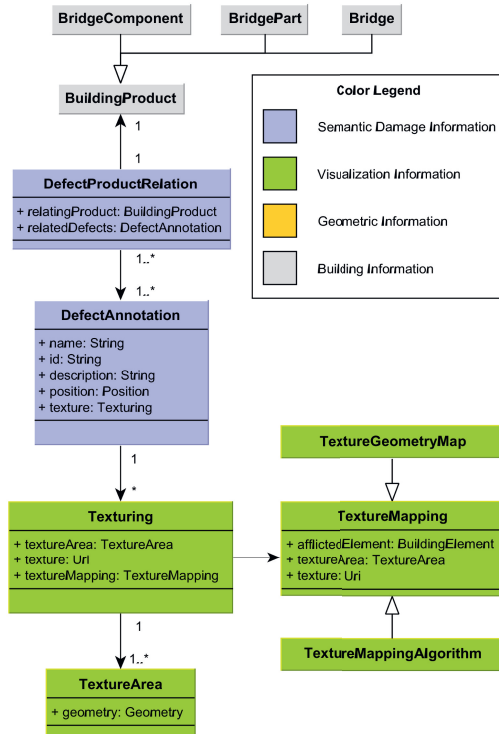 BridgeComponent
BridgePart
Bridge
BuildingProduct
1
1
Color Legend
Semantic Damage Information
Visualization Information
Geometric Information
Building Information
DefectProductRelation
+ relatingProduct: BuildingProduct
+ relatedDefects: DefectAnnotation
1..*
1..*
DefectAnnotation
+ name: String
+ id: String
+ description: String
+ position: Position
+ texture: Texturing
1
*
TextureGeometryMap
Texturing
+ textureArea: TextureArea
+ texture: Uri
+ textureMapping: TextureMapping
TextureMapping
+ afflictedElement: BuildingElement
+ textureArea: TextureArea
+ texture: Uri
1
1..*
TextureMappingAlgorithm
TextureArea
+ geometry: Geometry